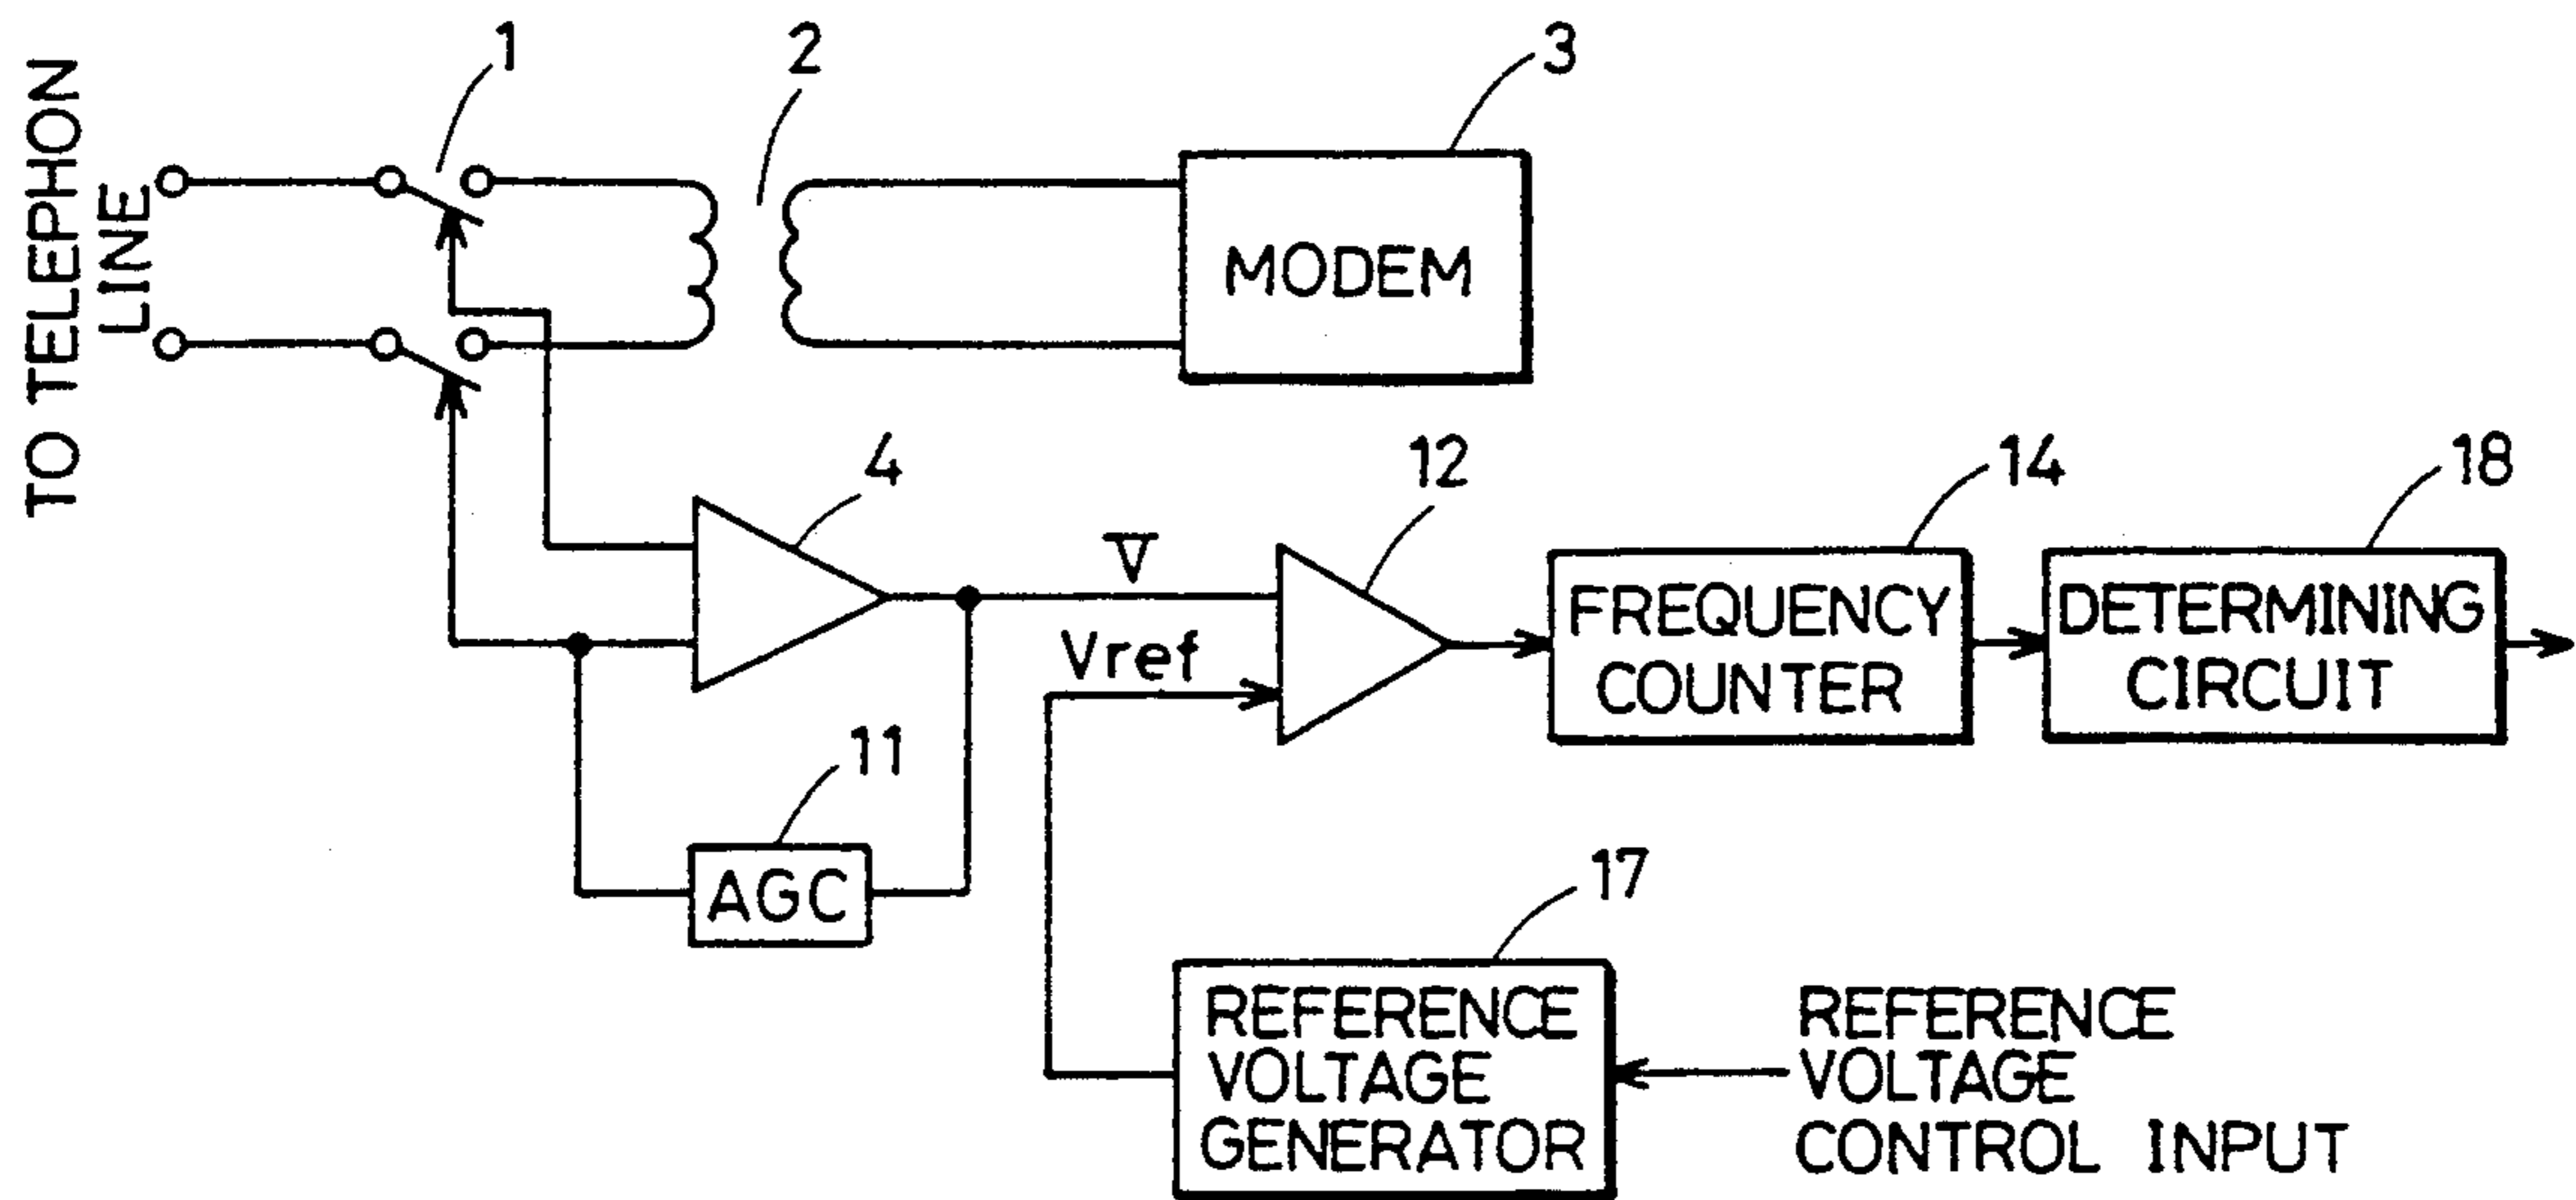 1
2
3
TO TELEPHON
LINE
MODEM
4
12
14
18
V
Vref
FREQUENCY
COUNTER
DETERMINING
CIRCUIT
11
AGC
17
REFERENCE
VOLTAGE
GENERATOR
REFERENCE
VOLTAGE
CONTROL INPUT